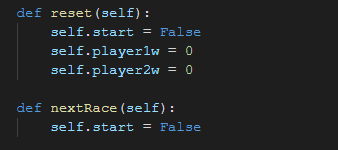 def reset(self):
    self.start = False
    self.player1w = 0
    self.player2w = 0

def nextRace(self):
    self.start = False